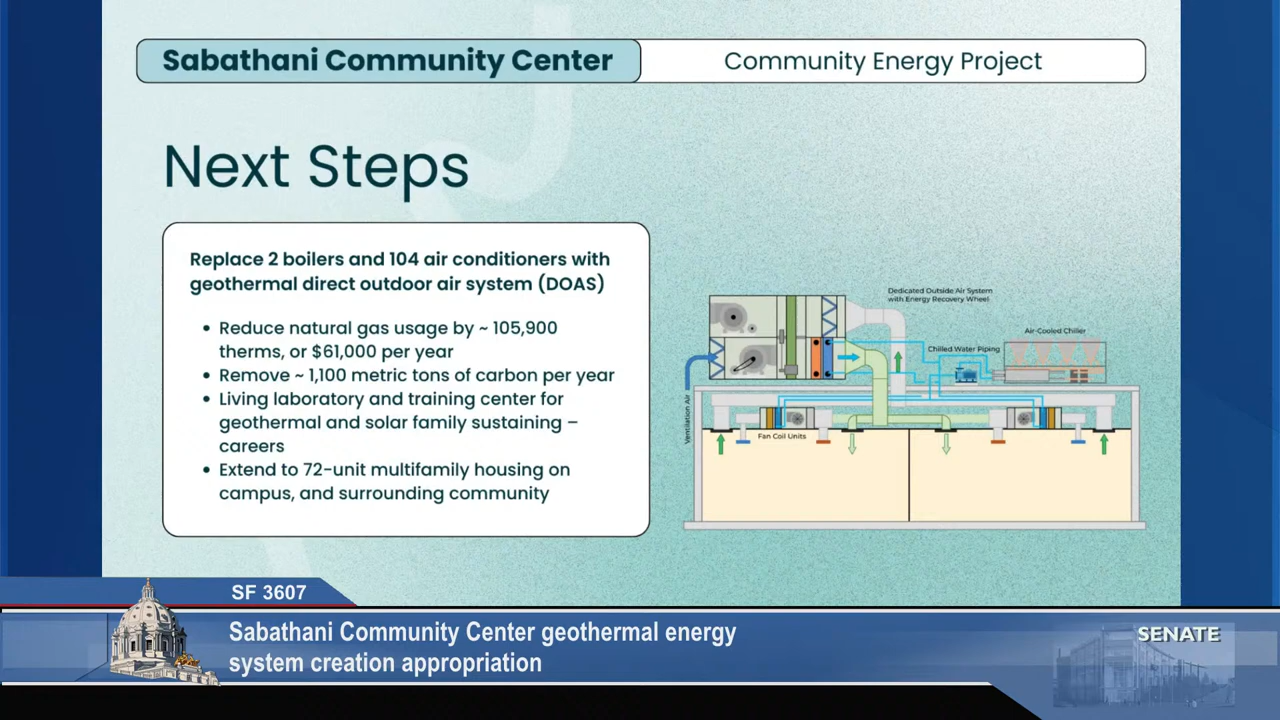 Sabathani Community Center
Community Energy Project
Next Steps
Replace 2 boilers and 104 air conditioners with
geothermal direct outdoor air system (DOAS)
• Reduce natural gas usage by ~ 105,900
therms, or $61,000 per year
• Remove ~ 1,100 metric tons of carbon per year
• Living laboratory and training center for
geothermal and solar family sustaining –
careers
• Extend to 72-unit multifamily housing on
campus, and surrounding community
Dedicated Outside Air System
with Energy Recovery Wheel
Air-Cooled Chiller
Chilled Water Piping
Ventilation Air
Fan Coil Units
SF 3607
Sabathani Community Center geothermal energy
system creation appropriation
SENATE